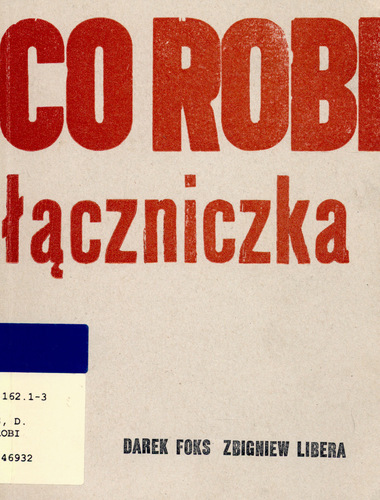 CO ROBI
łączniczka
162.1-3
, D.
OBI
46932
DAREK FOKS ZBIGNIEW LIBERA